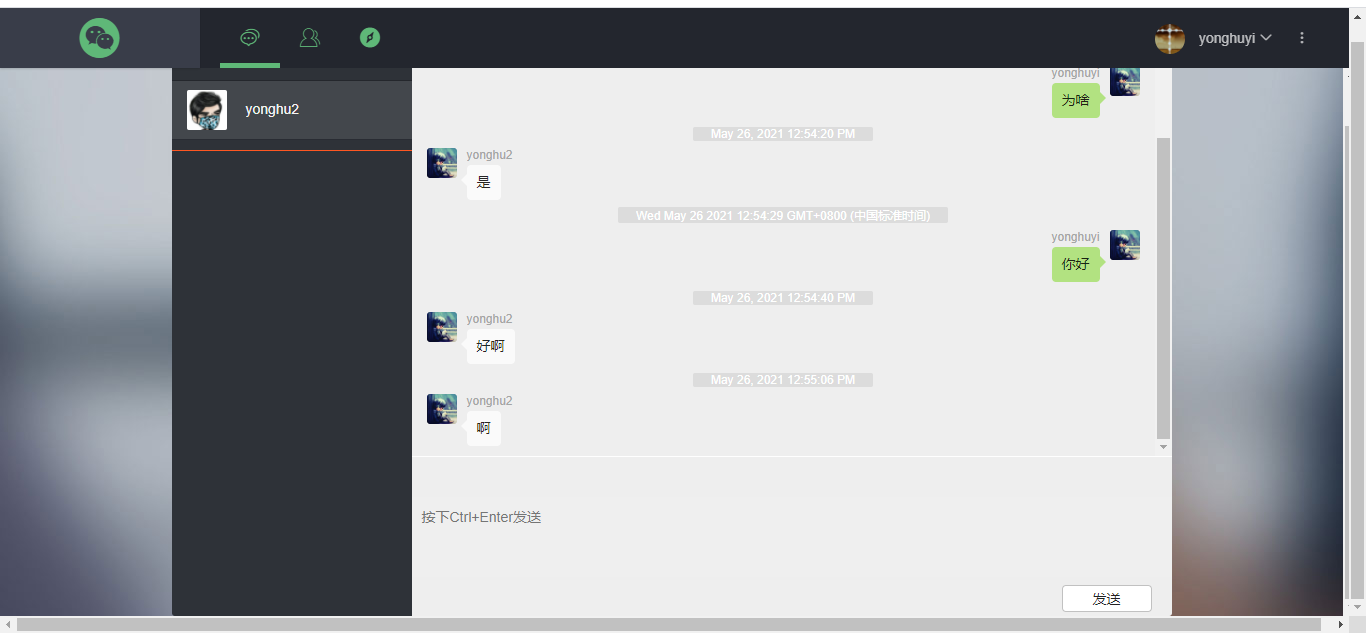 yonghuyi
yonghu2
yonghuyi
为啥
May 26, 2021 12:54:20 PM
yonghu2
是
Wed May 26 2021 12:54:29 GMT+0800 (中国标准时间)
yonghuyi
你好
May 26, 2021 12:54:40 PM
yonghu2
好啊
May 26, 2021 12:55:06 PM
yonghu2
啊
按下Ctrl+Enter发送
发送